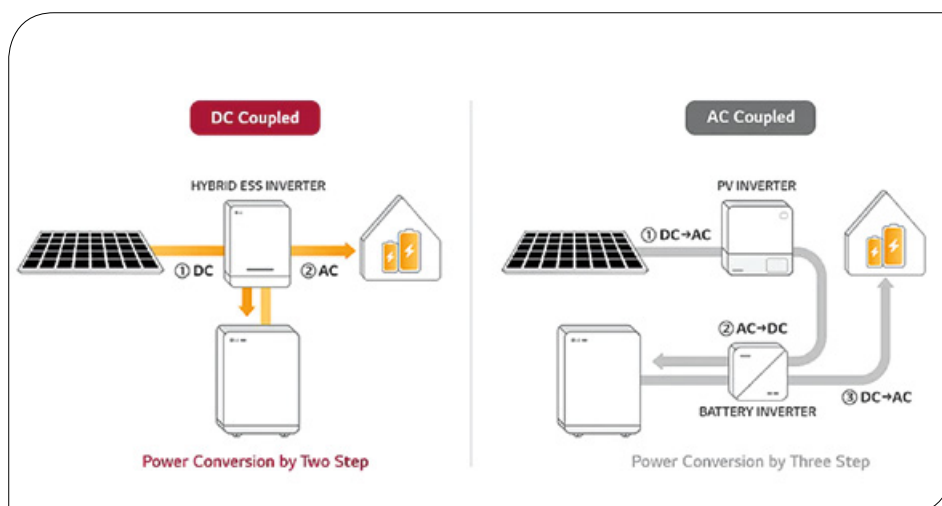 DC Coupled
HYBRID ESS INVERTER
① DC
② AC
Power Conversion by Two Step
AC Coupled
PV INVERTER
① DC→AC
② AC→DC
BATTERY INVERTER
③ DC→AC
Power Conversion by Three Step